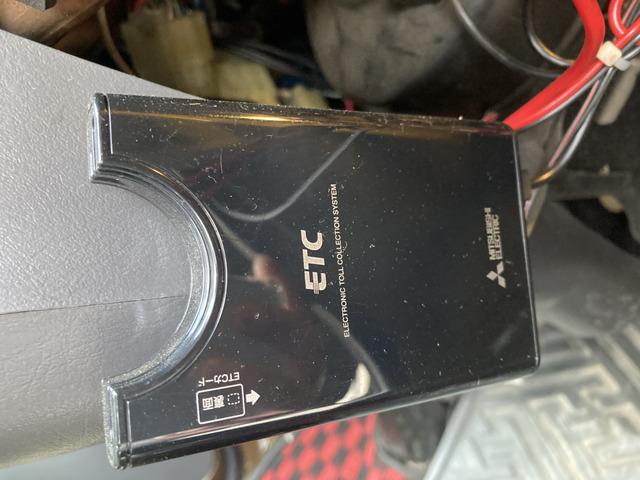 ETC
ELECTRONIC TOLL COLLECTION SYSTEM
MITSUBISHI
ELECTRIC
ETCカード
裏面